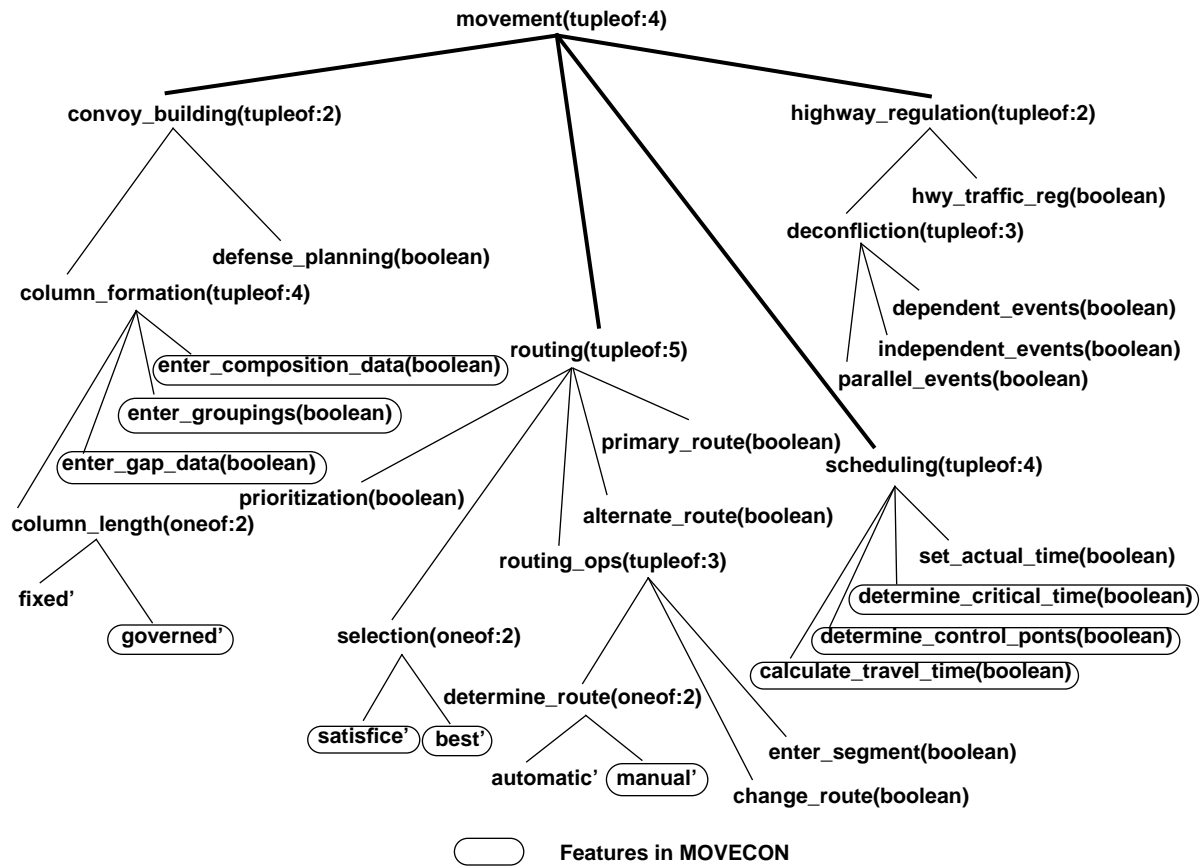 movement(tupleof:4)
convoy_building(tupleof:2)
highway_regulation(tupleof:2)
hwy_traffic_reg(boolean)
deconfliction(tupleof:3)
defense_planning(boolean)
column_formation(tupleof:4)
dependent_events(boolean)
independent_events(boolean)
parallel_events(boolean)
routing(tupleof:5)
enter_composition_data(boolean)
enter_groupings(boolean)
enter_gap_data(boolean)
primary_route(boolean)
scheduling(tupleof:4)
prioritization(boolean)
alternate_route(boolean)
column_length(oneof:2)
routing_ops(tupleof:3)
set_actual_time(boolean)
fixed’
determine_critical_time(boolean)
governed’
selection(oneof:2)
determine_control_ponts(boolean)
calculate_travel_time(boolean)
determine_route(oneof:2)
satisfice’
best’
enter_segment(boolean)
automatic’
manual’
change_route(boolean)
Features in MOVECON